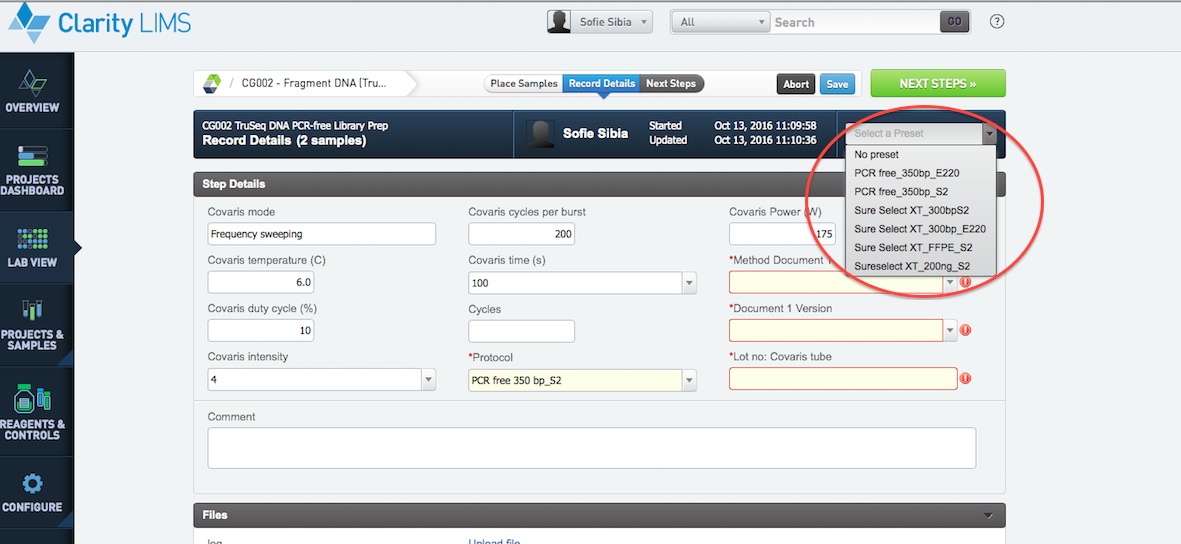 Clarity LIMS
Sofie Sibia
All
Search
GO
?
OVERVIEW
PROJECTS
DASHBOARD
LAB VIEW
PROJECTS &
SAMPLES
REAGENTS &
CONTROLS
CONFIGURE
/ CG002 - Fragment DNA (Tru...
Place Samples
Record Details
Next Steps
Abort
Save
NEXT STEPS »
CG002 TruSeq DNA PCR-free Library Prep
Record Details (2 samples)
Sofie Sibia
Started Oct 13, 2016 11:09:58
Updated Oct 13, 2016 11:10:36
Select a Preset
No preset
PCR free_350bp_E220
PCR free_350bp_S2
Sure Select XT_300bpS2
Sure Select XT_300bp_E220
Sure Select XT_FFPE_S2
Sureselect XT_200ng_S2
Step Details
Covaris mode
Frequency sweeping
Covaris cycles per burst
200
Covaris Power (W)
175
Covaris temperature (C)
6.0
Covaris time (s)
100
*Method Document 1
Covaris duty cycle (%)
10
Cycles
*Document 1 Version
Covaris intensity
4
*Protocol
PCR free 350 bp_S2
*Lot no: Covaris tube
Comment
Files
log
Upload file